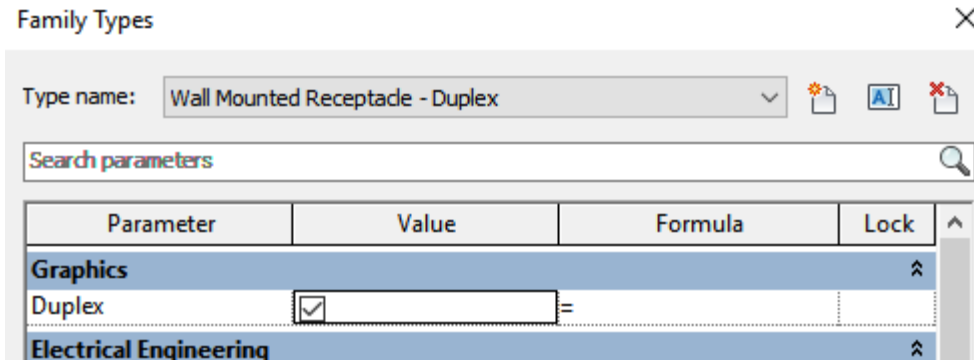 Family Types
Type name: Wall Mounted Receptacle - Duplex
Search parameters
Parameter Value Formula Lock
Graphics
Duplex =
Electrical Engineering